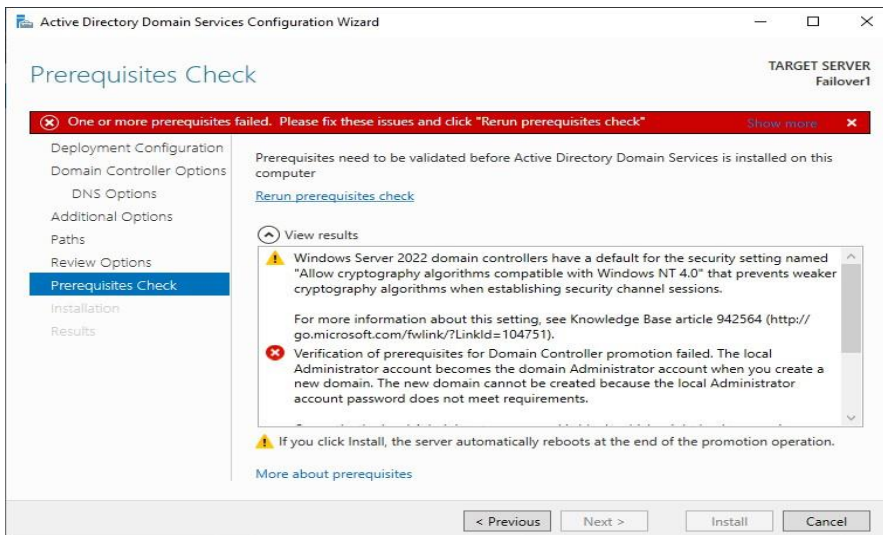 Active Directory Domain Services Configuration Wizard
Prerequisites Check
TARGET SERVER
Failover1
One or more prerequisites failed. Please fix these issues and click "Rerun prerequisites check"
Show more
Deployment Configuration
Domain Controller Options
DNS Options
Additional Options
Paths
Review Options
Prerequisites Check
Installation
Results
Prerequisites need to be validated before Active Directory Domain Services is installed on this
computer
Rerun prerequisites check
View results
Windows Server 2022 domain controllers have a default for the security setting named
"Allow cryptography algorithms compatible with Windows NT 4.0" that prevents weaker
cryptography algorithms when establishing security channel sessions.
For more information about this setting, see Knowledge Base article 942564 (http://
go.microsoft.com/fwlink/?LinkId=104751).
Verification of prerequisites for Domain Controller promotion failed. The local
Administrator account becomes the domain Administrator account when you create a
new domain. The new domain cannot be created because the local Administrator
account password does not meet requirements.
If you click Install, the server automatically reboots at the end of the promotion operation.
More about prerequisites
< Previous
Next >
Install
Cancel